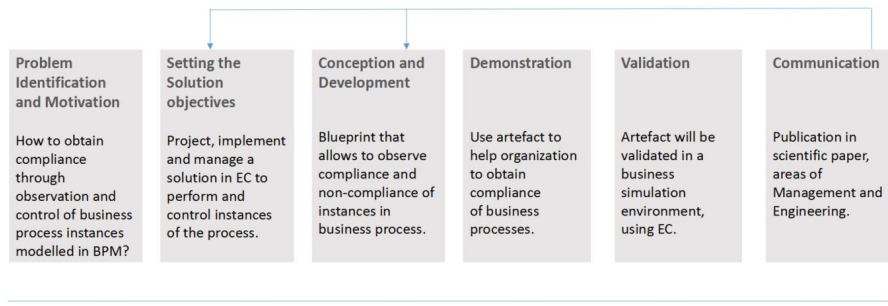 Problem
Identification
and Motivation
How to obtain
compliance
through
observation and
control of business
process instances
modelled in BPM?
Setting the
Solution
objectives
Project, implement
and manage a
solution in EC to
perform and
control instances
of the process.
Conception and
Development
Blueprint that
allows to observe
compliance and
non-compliance of
instances in
business process.
Demonstration
Use artefact to
help organization
to obtain
compliance
of business
processes.
Validation
Artefact will be
validated in a
business
simulation
environment,
using EC.
Communication
Publication in
scientific paper,
areas of
Management and
Engineering.